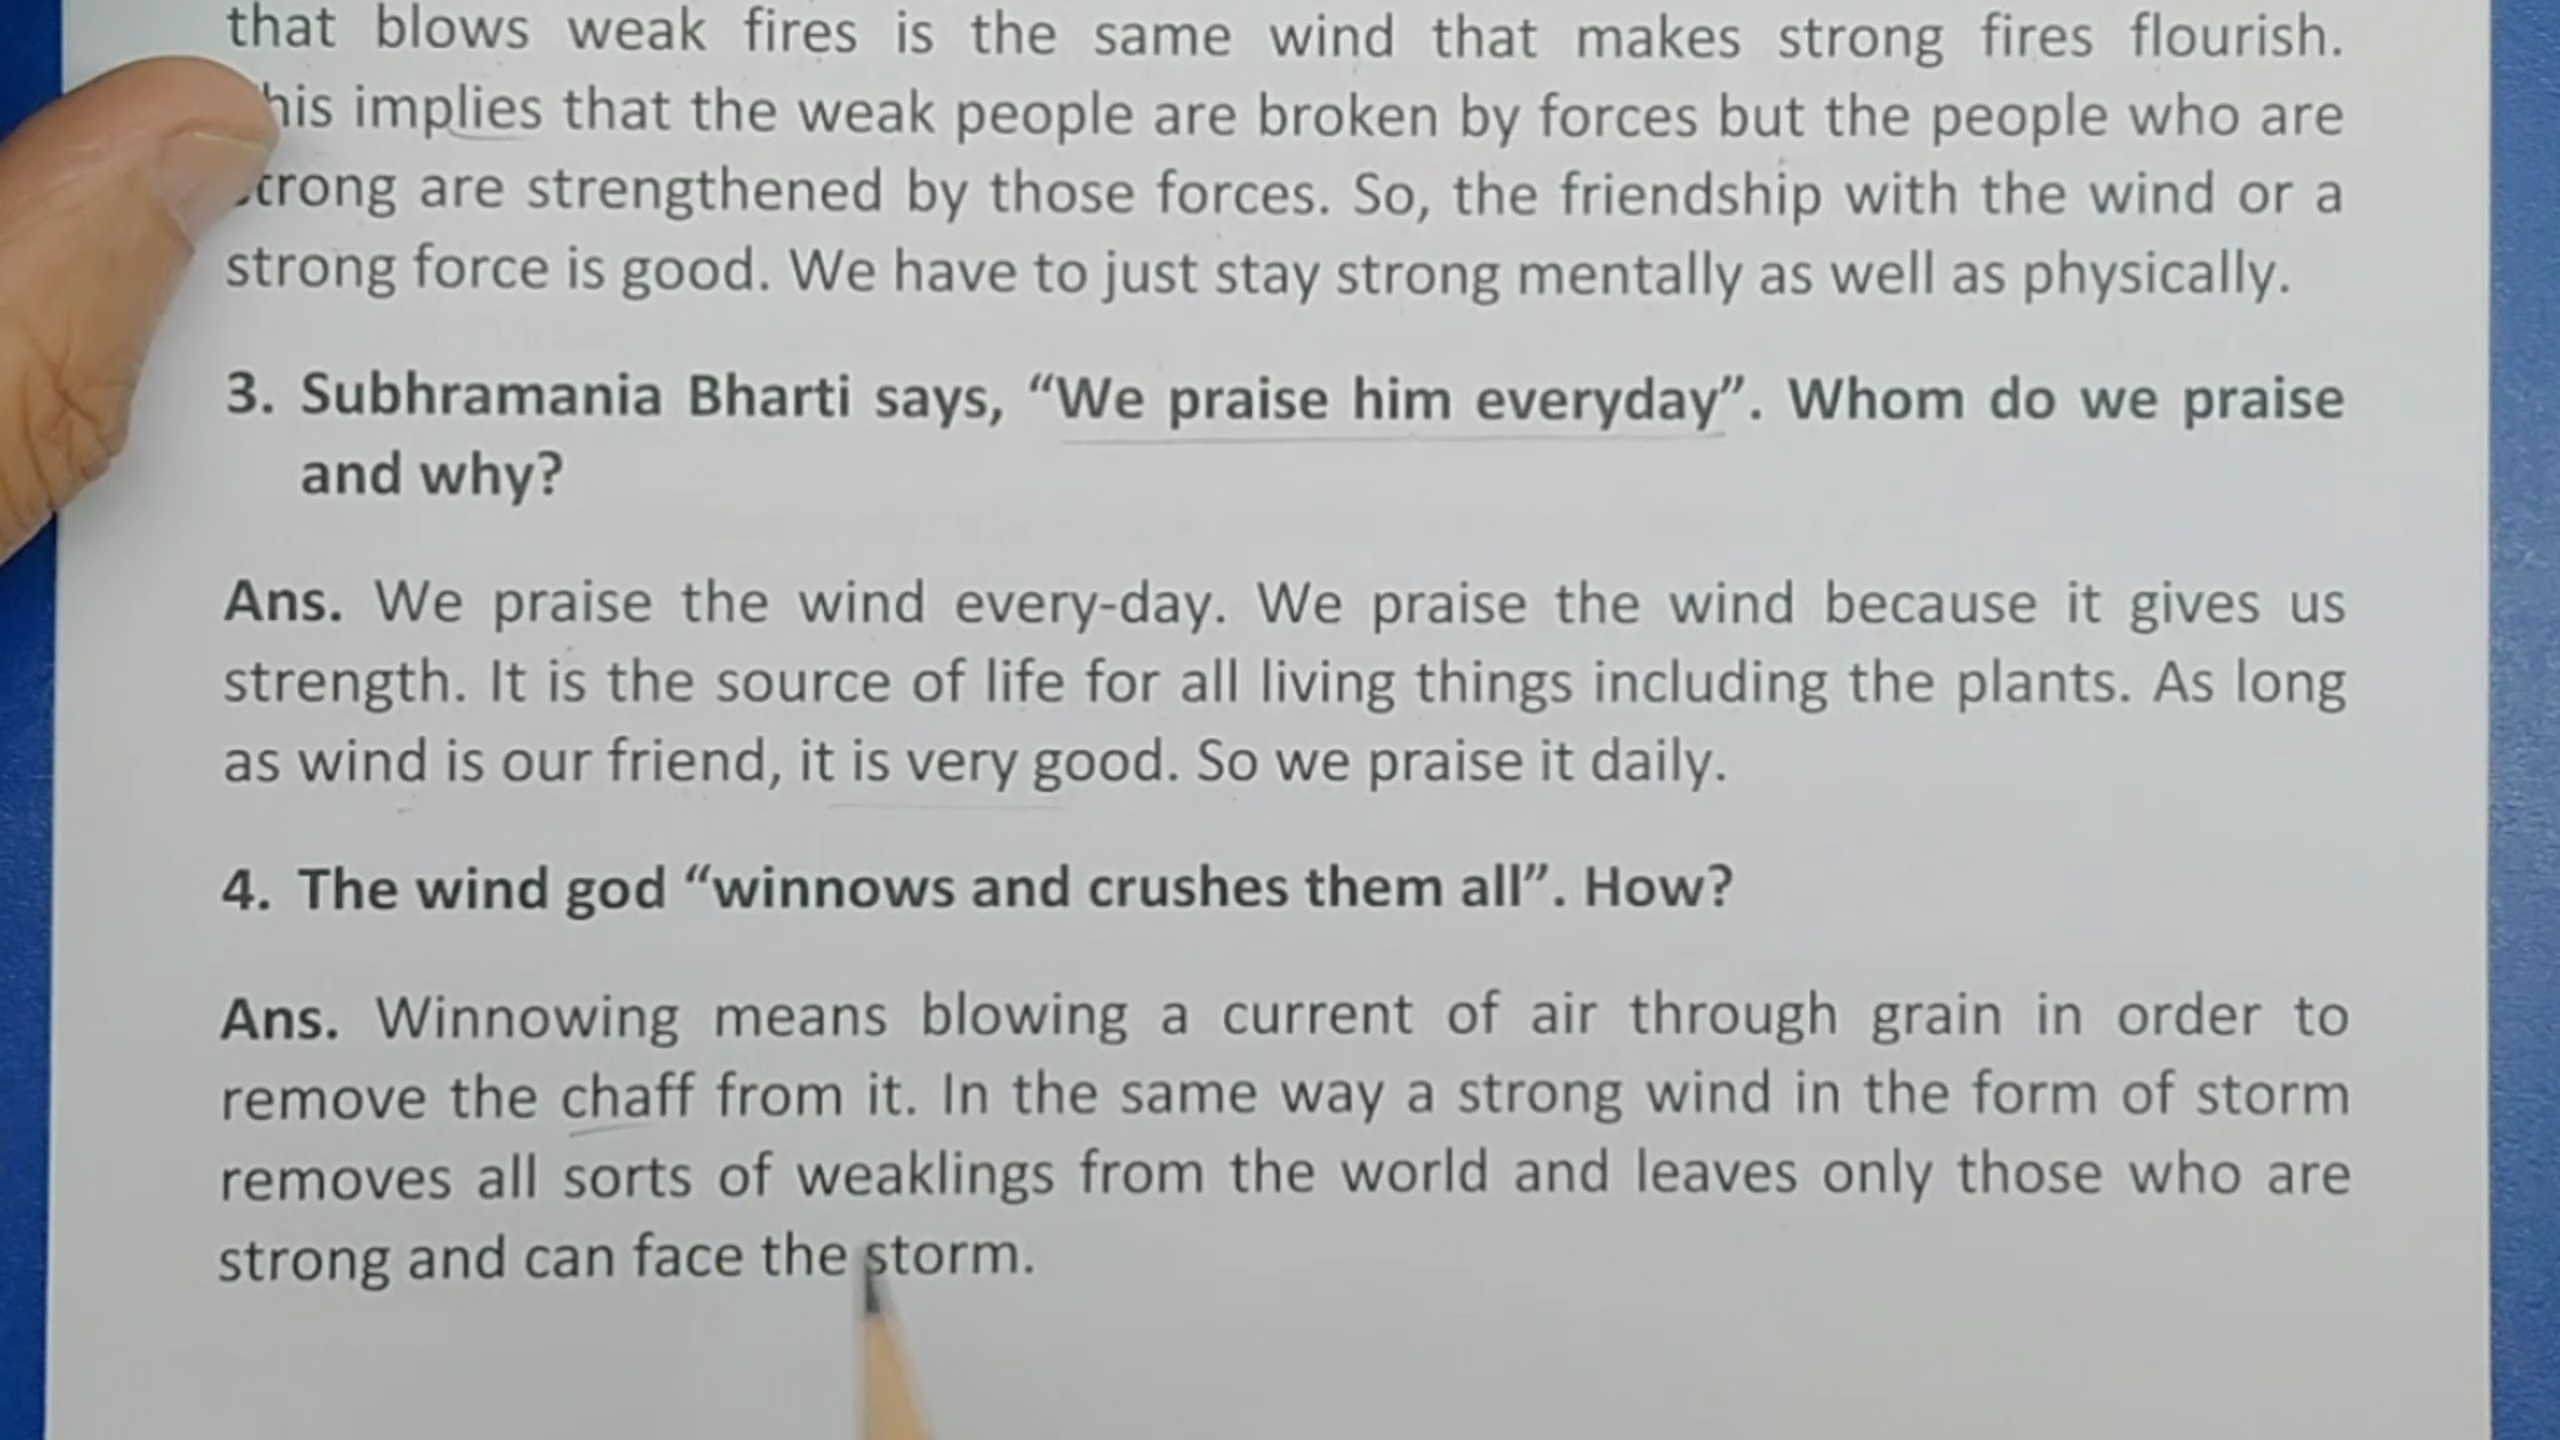 that blows weak fires is the same wind that makes strong fires flourish.
his implies that the weak people are broken by forces but the people who are
trong are strengthened by those forces. So, the friendship with the wind or a
strong force is good. We have to just stay strong mentally as well as physically.
3. Subhramania Bharti says, “We praise him everyday”. Whom do we praise
and why?
Ans. We praise the wind every-day. We praise the wind because it gives us
strength. It is the source of life for all living things including the plants. As long
as wind is our friend, it is very good. So we praise it daily.
4. The wind god “winnows and crushes them all”. How?
Ans. Winnowing means blowing a current of air through grain in order to
remove the chaff from it. In the same way a strong wind in the form of storm
removes all sorts of weaklings from the world and leaves only those who are
strong and can face the storm.